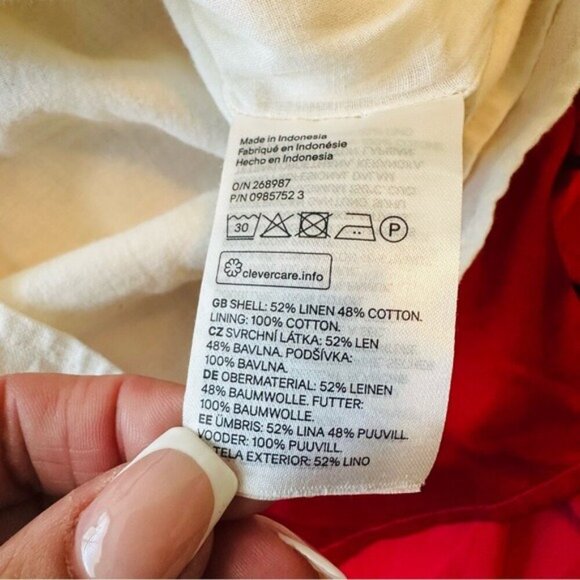 Made in Indonesia
Fabriqué en Indonésie
Hecho en Indonesia
O/N 268987
P/N 0985752 3
30 P
clevercare.info
GB SHELL: 52% LINEN 48% COTTON.
LINING: 100% COTTON.
CZ SVRCHNÍ LÁTKA: 52% LEN
48% BAVLNA. PODŠÍVKA:
100% BAVLNA.
DE OBERMATERIAL: 52% LEINEN
48% BAUMWOLLE. FUTTER:
100% BAUMWOLLE.
EE ÜMBRIS: 52% LINA 48% PUUVILL.
VOODER: 100% PUUVILL.
TELA EXTERIOR: 52% LINO